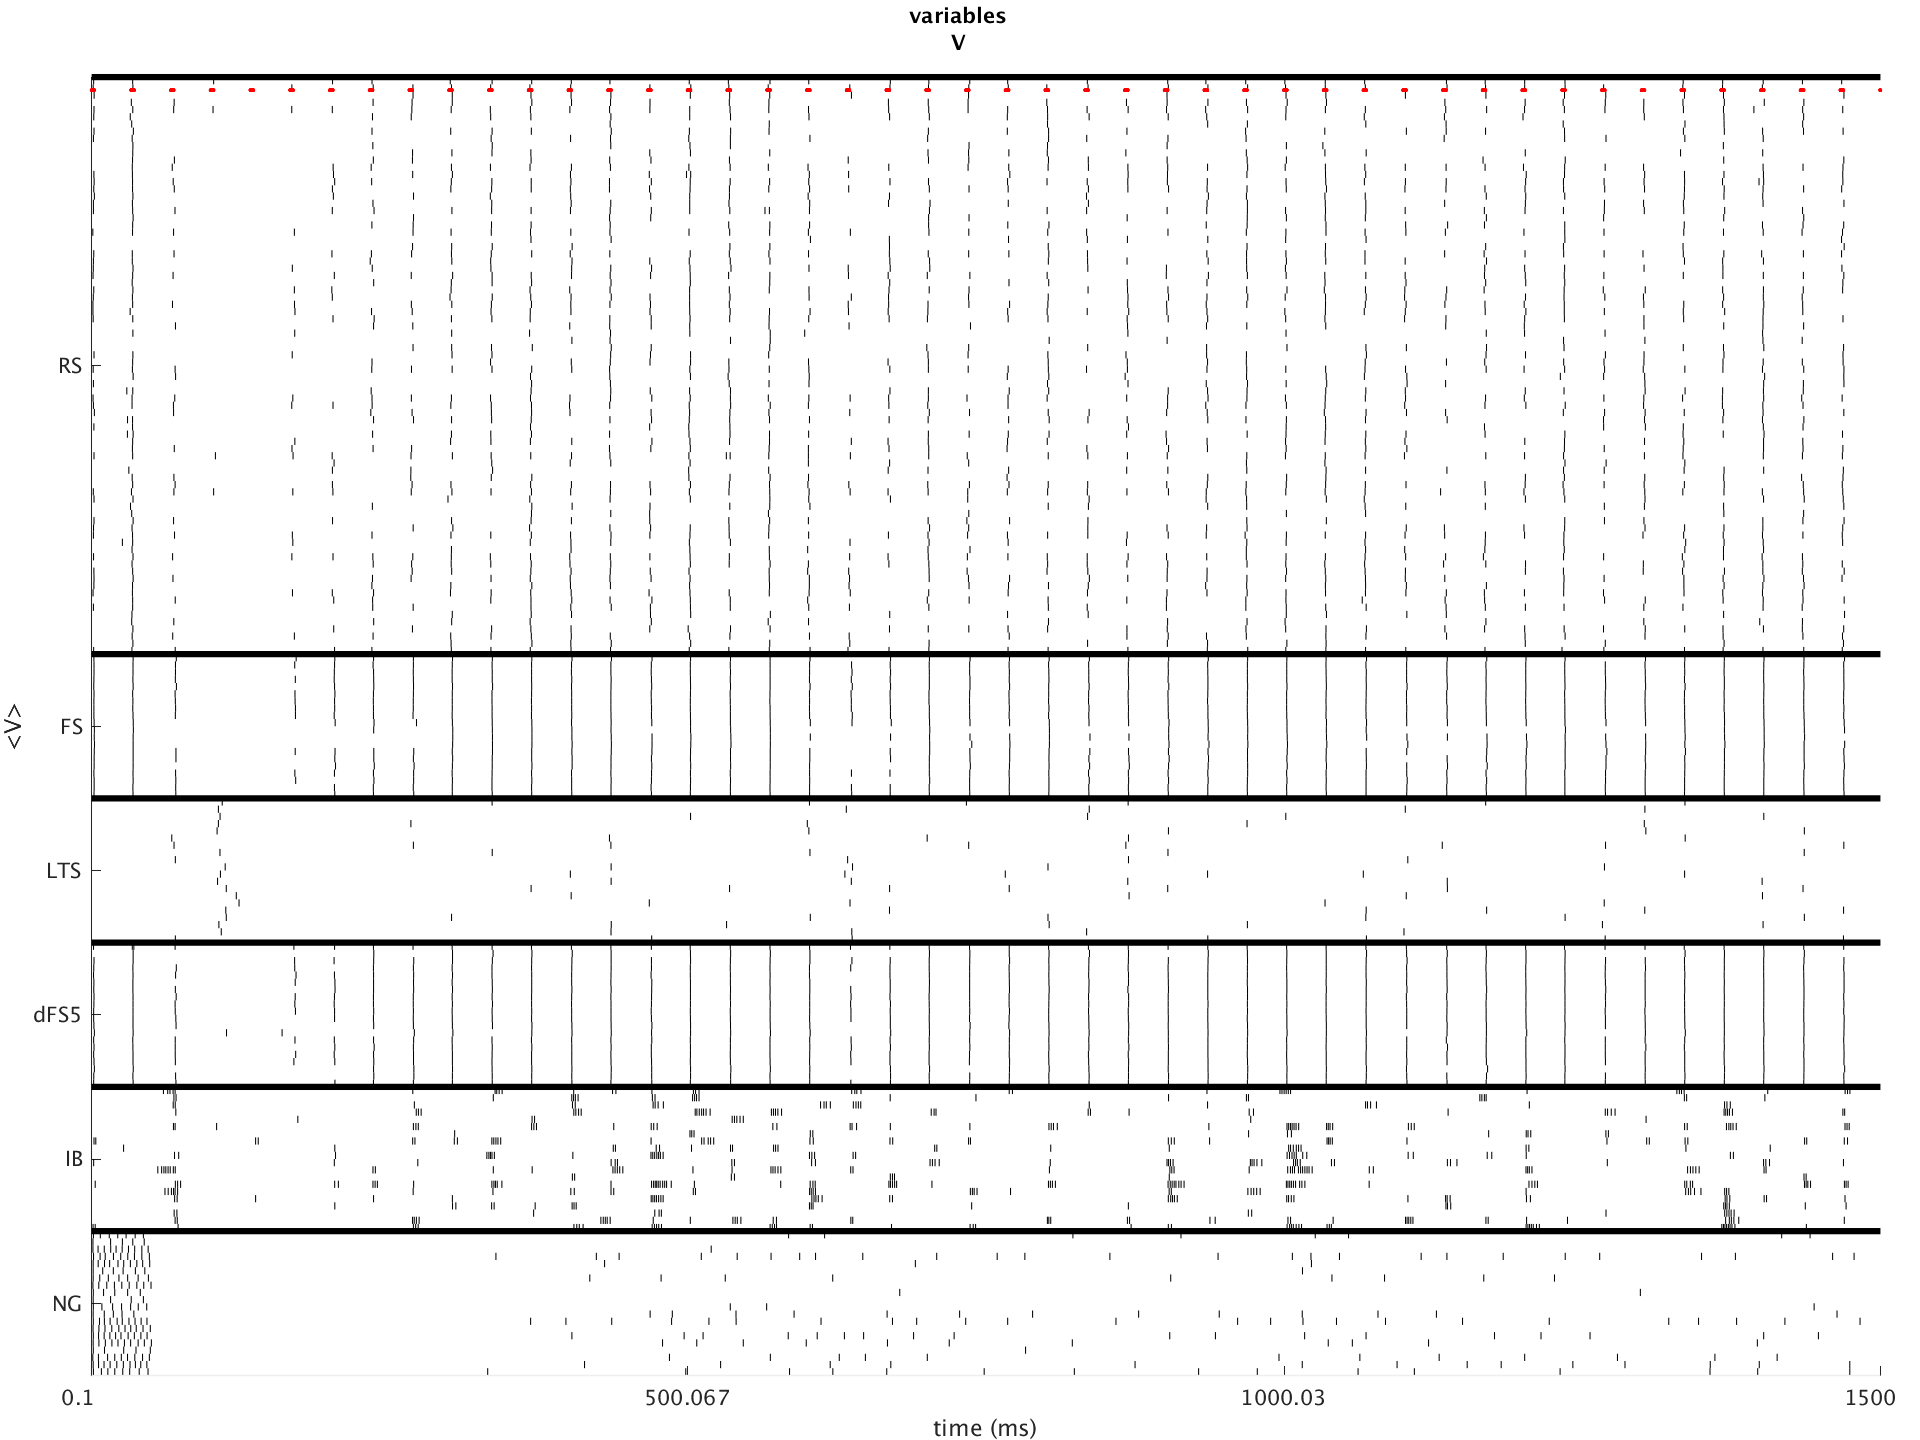 variables
V
RS
FS
<V>
LTS
dFS5
IB
NG
0.1
500.067
1000.03
1500
time (ms)